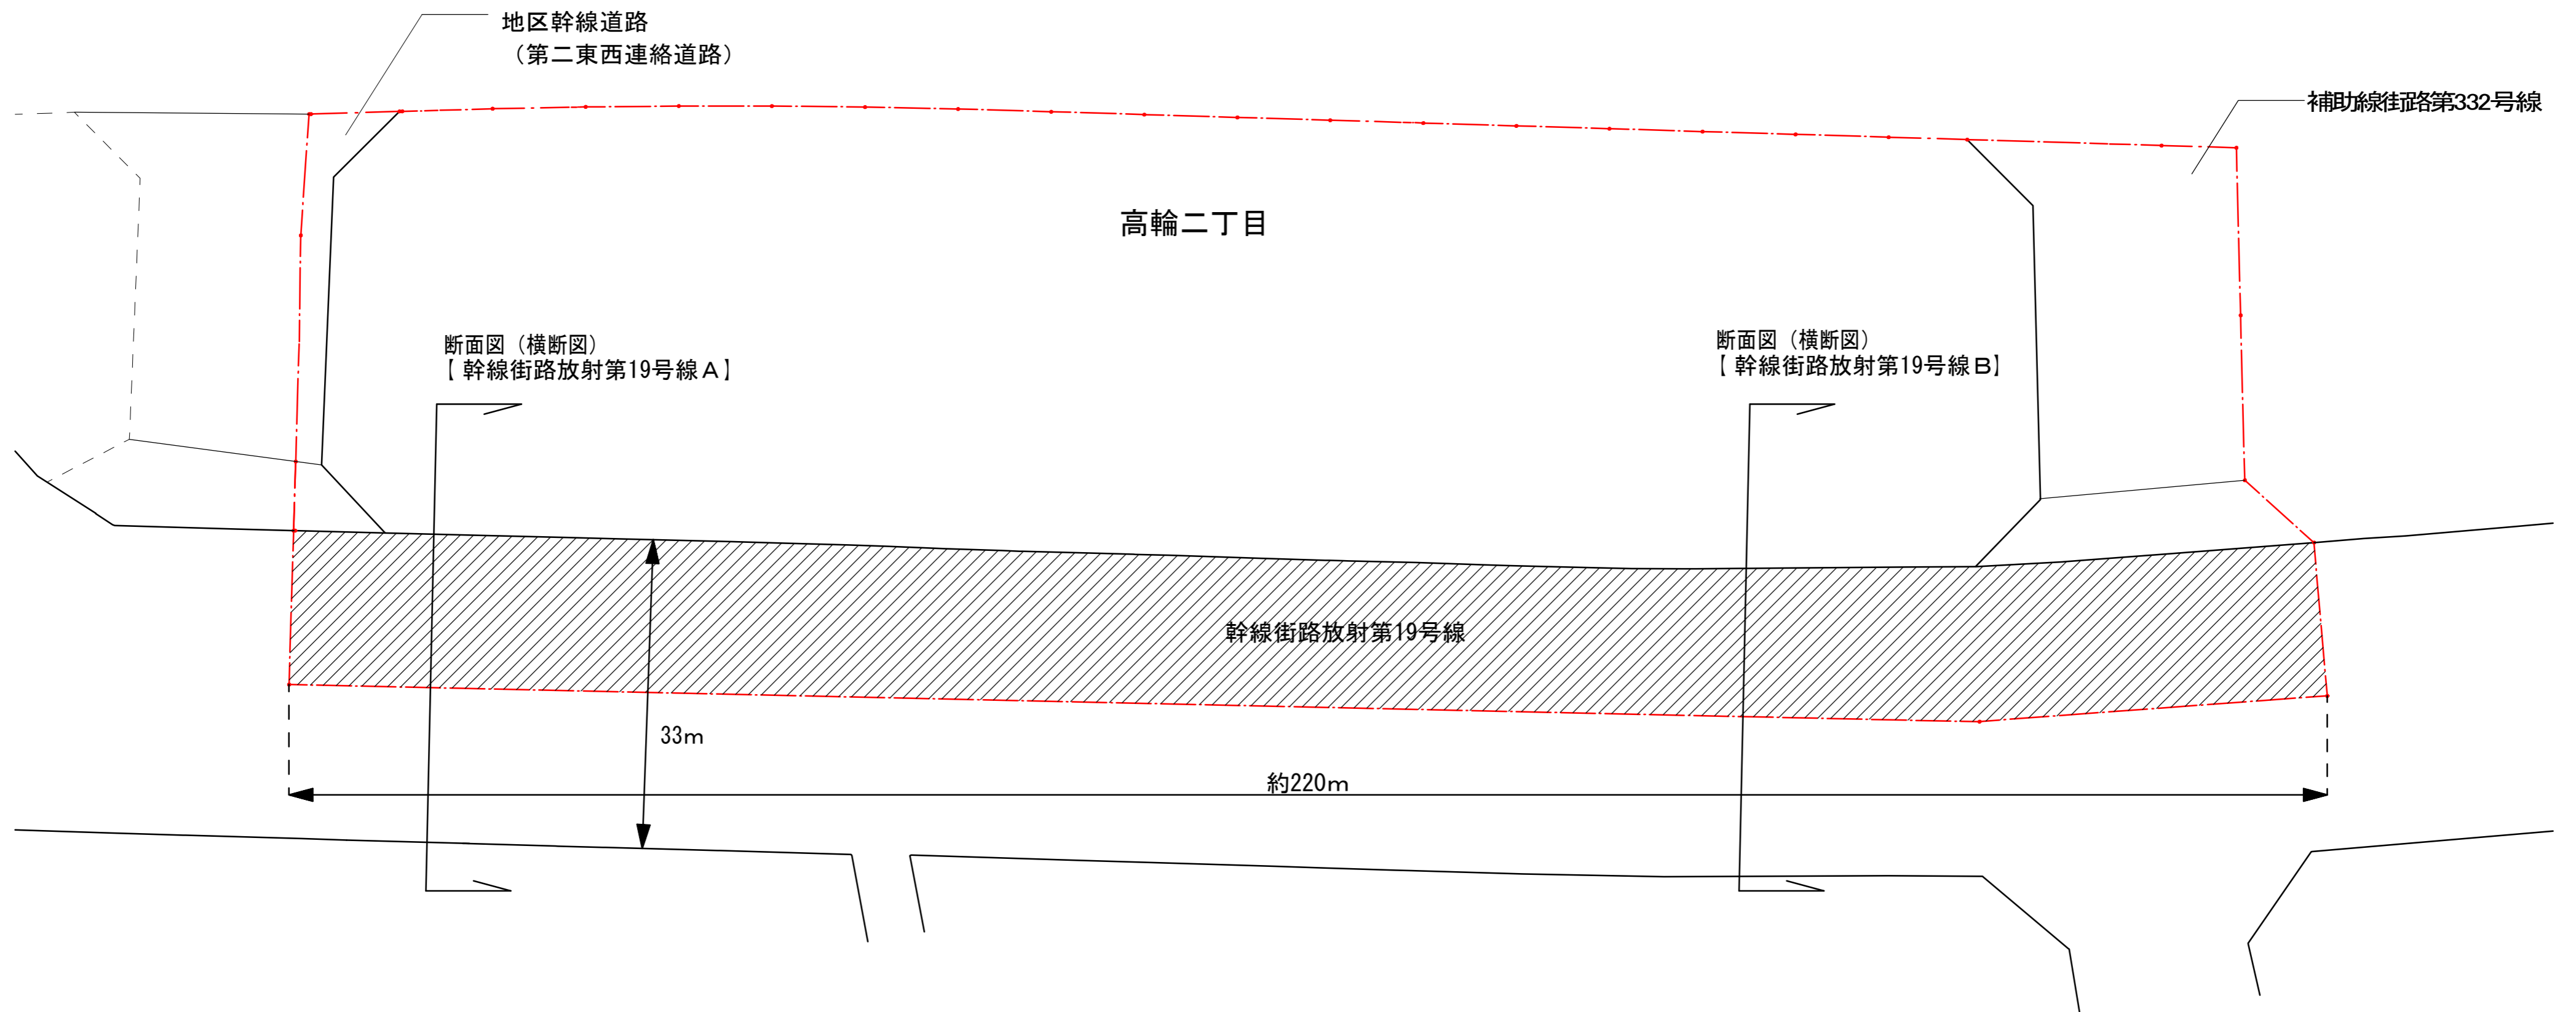 地区幹線道路
（第二東西連絡道路）
補助線街路第332号線
高輪二丁目
断面図（横断図）
【幹線街路放射第19号線Ａ】
断面図（横断図）
【幹線街路放射第19号線Ｂ】
幹線街路放射第19号線
33ｍ
約220ｍ